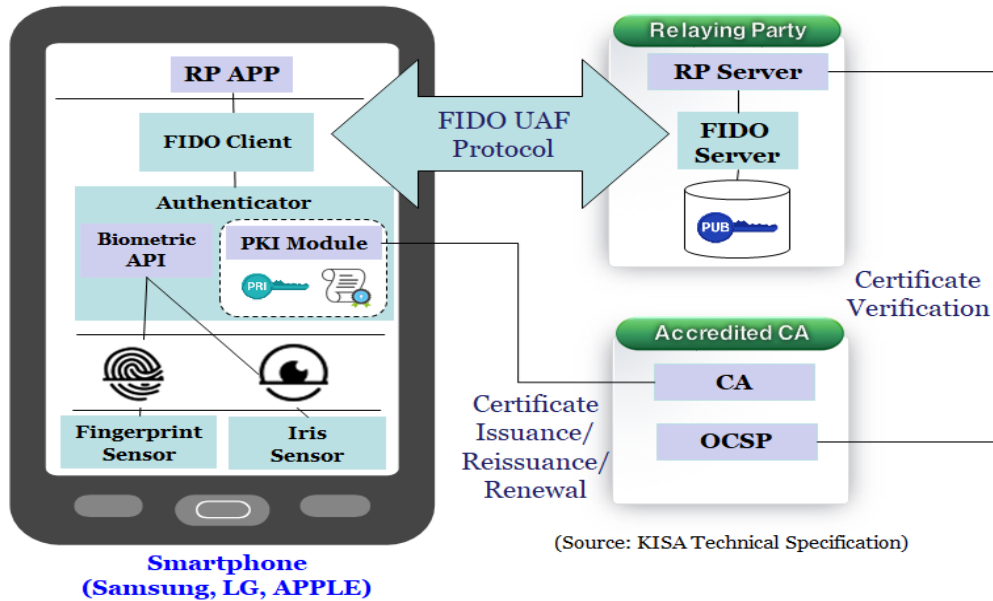 RP APP
FIDO Client
Authenticator
Biometric
API
PKI Module
PRI
Fingerprint
Sensor
Iris
Sensor
Smartphone
(Samsung, LG, APPLE)
FIDO UAF
Protocol
Relaying Party
RP Server
FIDO
Server
PUB
Certificate
Verification
Accredited CA
CA
OCSP
Certificate
Issuance/
Reissuance/
Renewal
(Source: KISA Technical Specification)